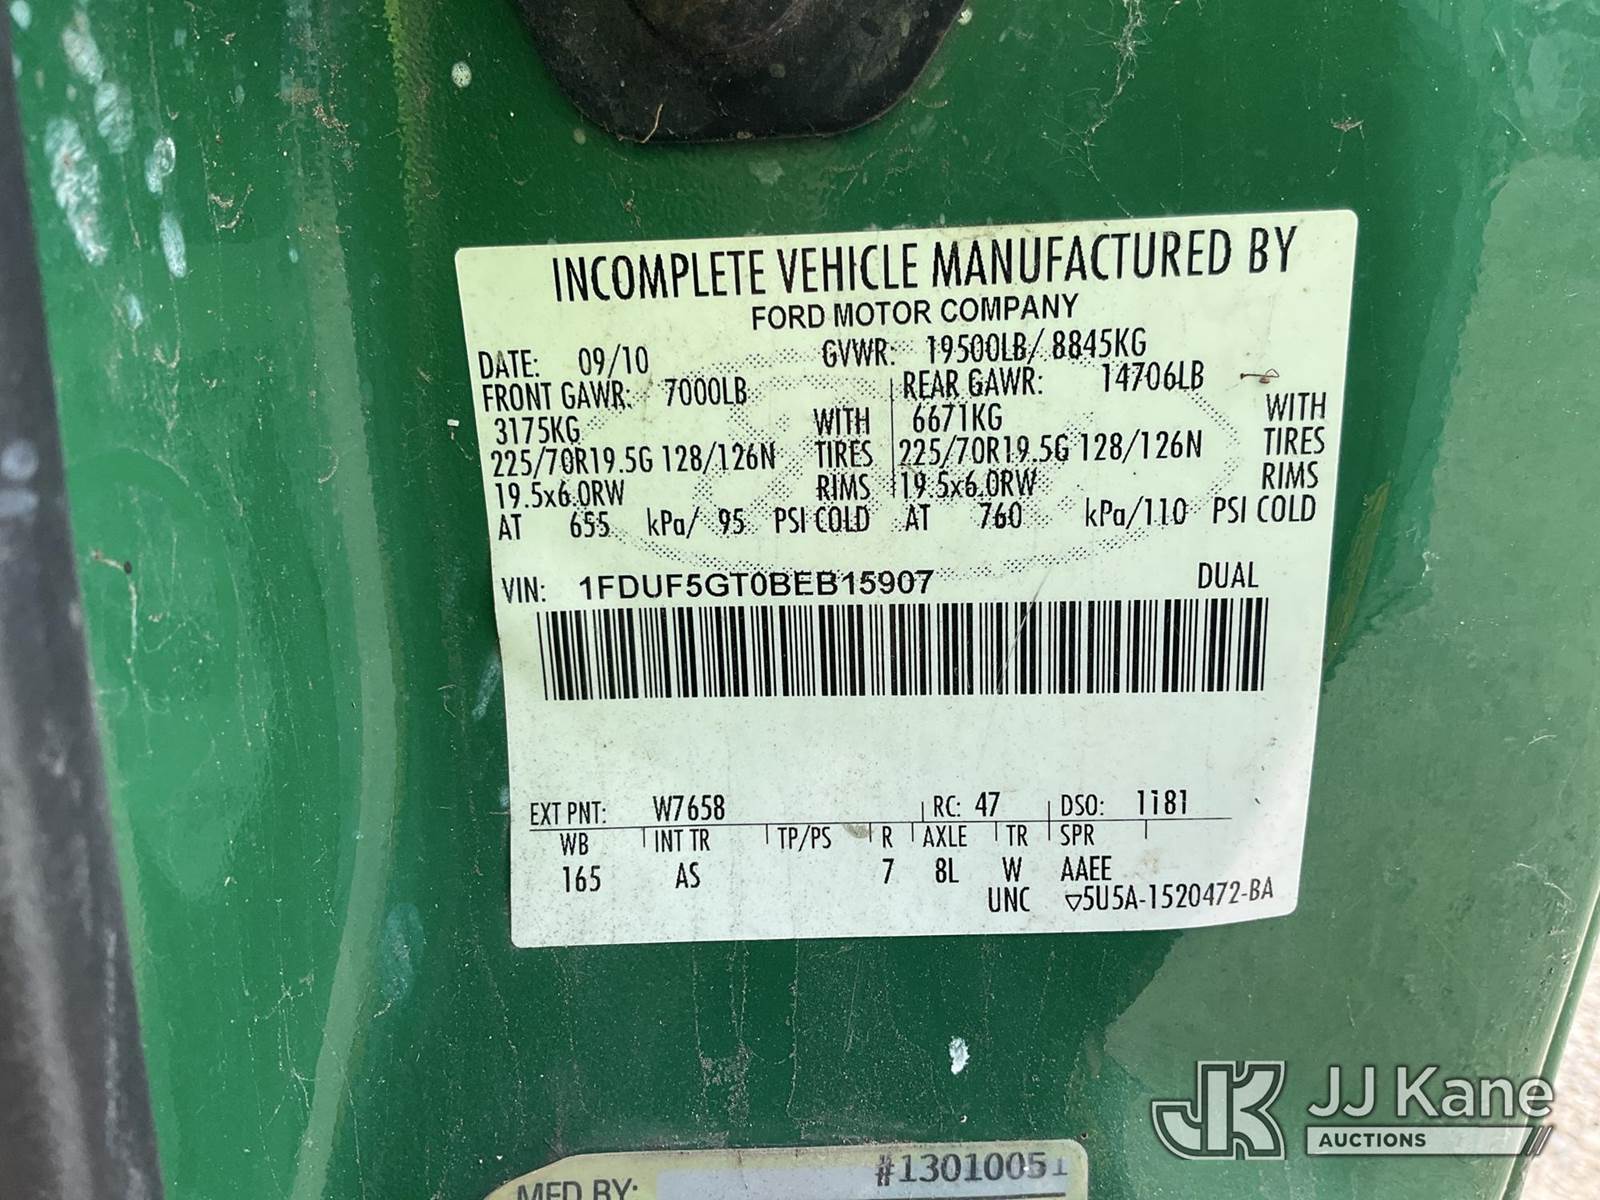 INCOMPLETE VEHICLE MANUFACTURED BY
FORD MOTOR COMPANY
DATE: 09/10 GVWR: 19500LB/ 8845KG
FRONT GAWR: 7000LB REAR GAWR: 14706LB
3175KG WITH 6671KG WITH
225/70R19.5G 128/126N TIRES 225/70R19.5G 128/126N TIRES
19.5x6.0RW RIMS 19.5x6.0RW RIMS
AT 655 kPa/ 95 PSI COLD AT 760 kPa/110 PSI COLD
VIN: 1FDUF5GT0BEB15907 DUAL
EXT PNT: W7658 RC: 47 DSO: 1181
WB INT TR TP/PS R AXLE TR SPR
165 AS 7 8L W AAEE
UNC ▽5U5A-1520472-BA
#13010051
MFD BY:
JK JJ Kane
AUCTIONS